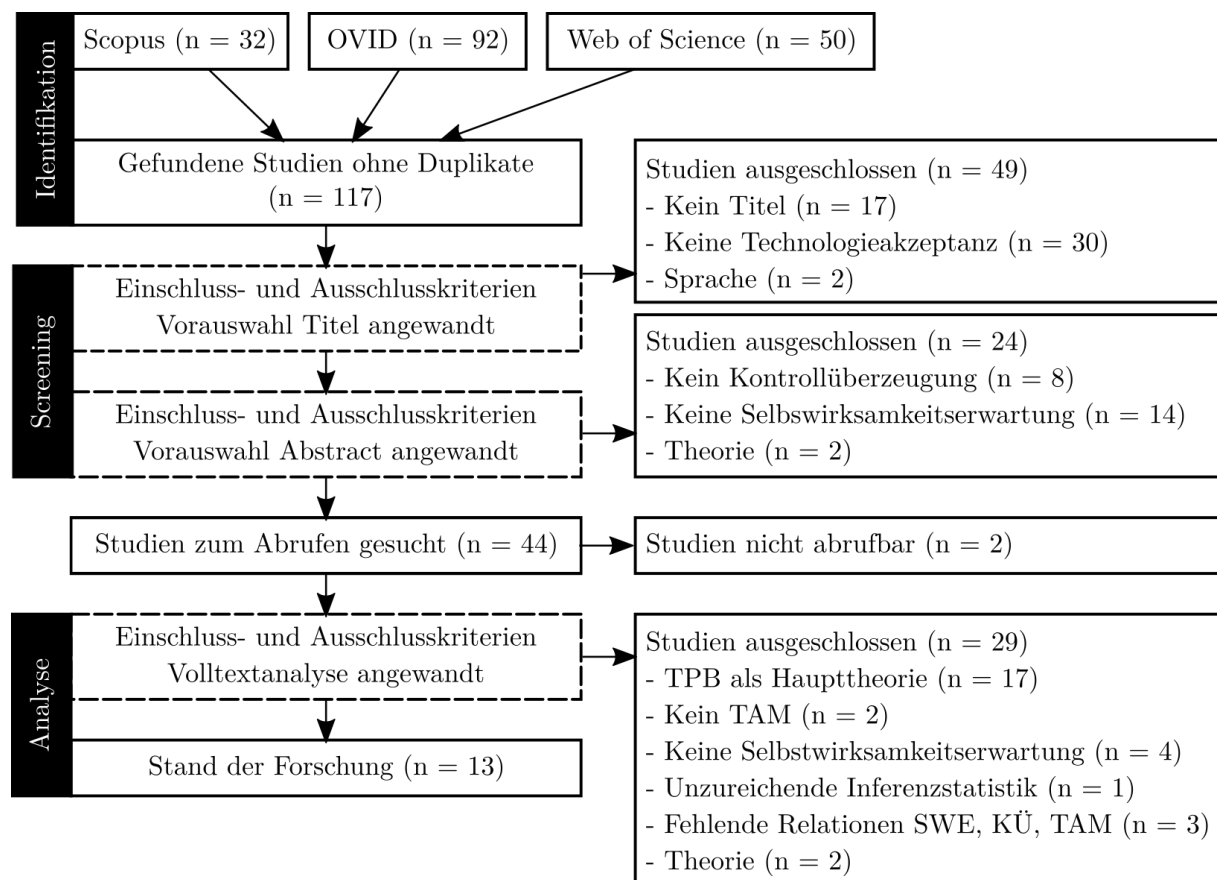 Identifikation
Scopus (n = 32)
OVID (n = 92)
Web of Science (n = 50)
Gefundene Studien ohne Duplikate
(n = 117)
Studien ausgeschlossen (n = 49)
- Kein Titel (n = 17)
- Keine Technologieakzeptanz (n = 30)
- Sprache (n = 2)
Screening
Einschluss- und Ausschlusskriterien
Vorauswahl Titel angewandt
Einschluss- und Ausschlusskriterien
Vorauswahl Abstract angewandt
Studien ausgeschlossen (n = 24)
- Kein Kontrollüberzeugung (n = 8)
- Keine Selbswirksamkeitserwartung (n = 14)
- Theorie (n = 2)
Studien zum Abrufen gesucht (n = 44)
Studien nicht abrufbar (n = 2)
Analyse
Einschluss- und Ausschlusskriterien
Volltextanalyse angewandt
Stand der Forschung (n = 13)
Studien ausgeschlossen (n = 29)
- TPB als Haupttheorie (n = 17)
- Kein TAM (n = 2)
- Keine Selbstwirksamkeitserwartung (n = 4)
- Unzureichende Inferenzstatistik (n = 1)
- Fehlende Relationen SWE, KÜ, TAM (n = 3)
- Theorie (n = 2)